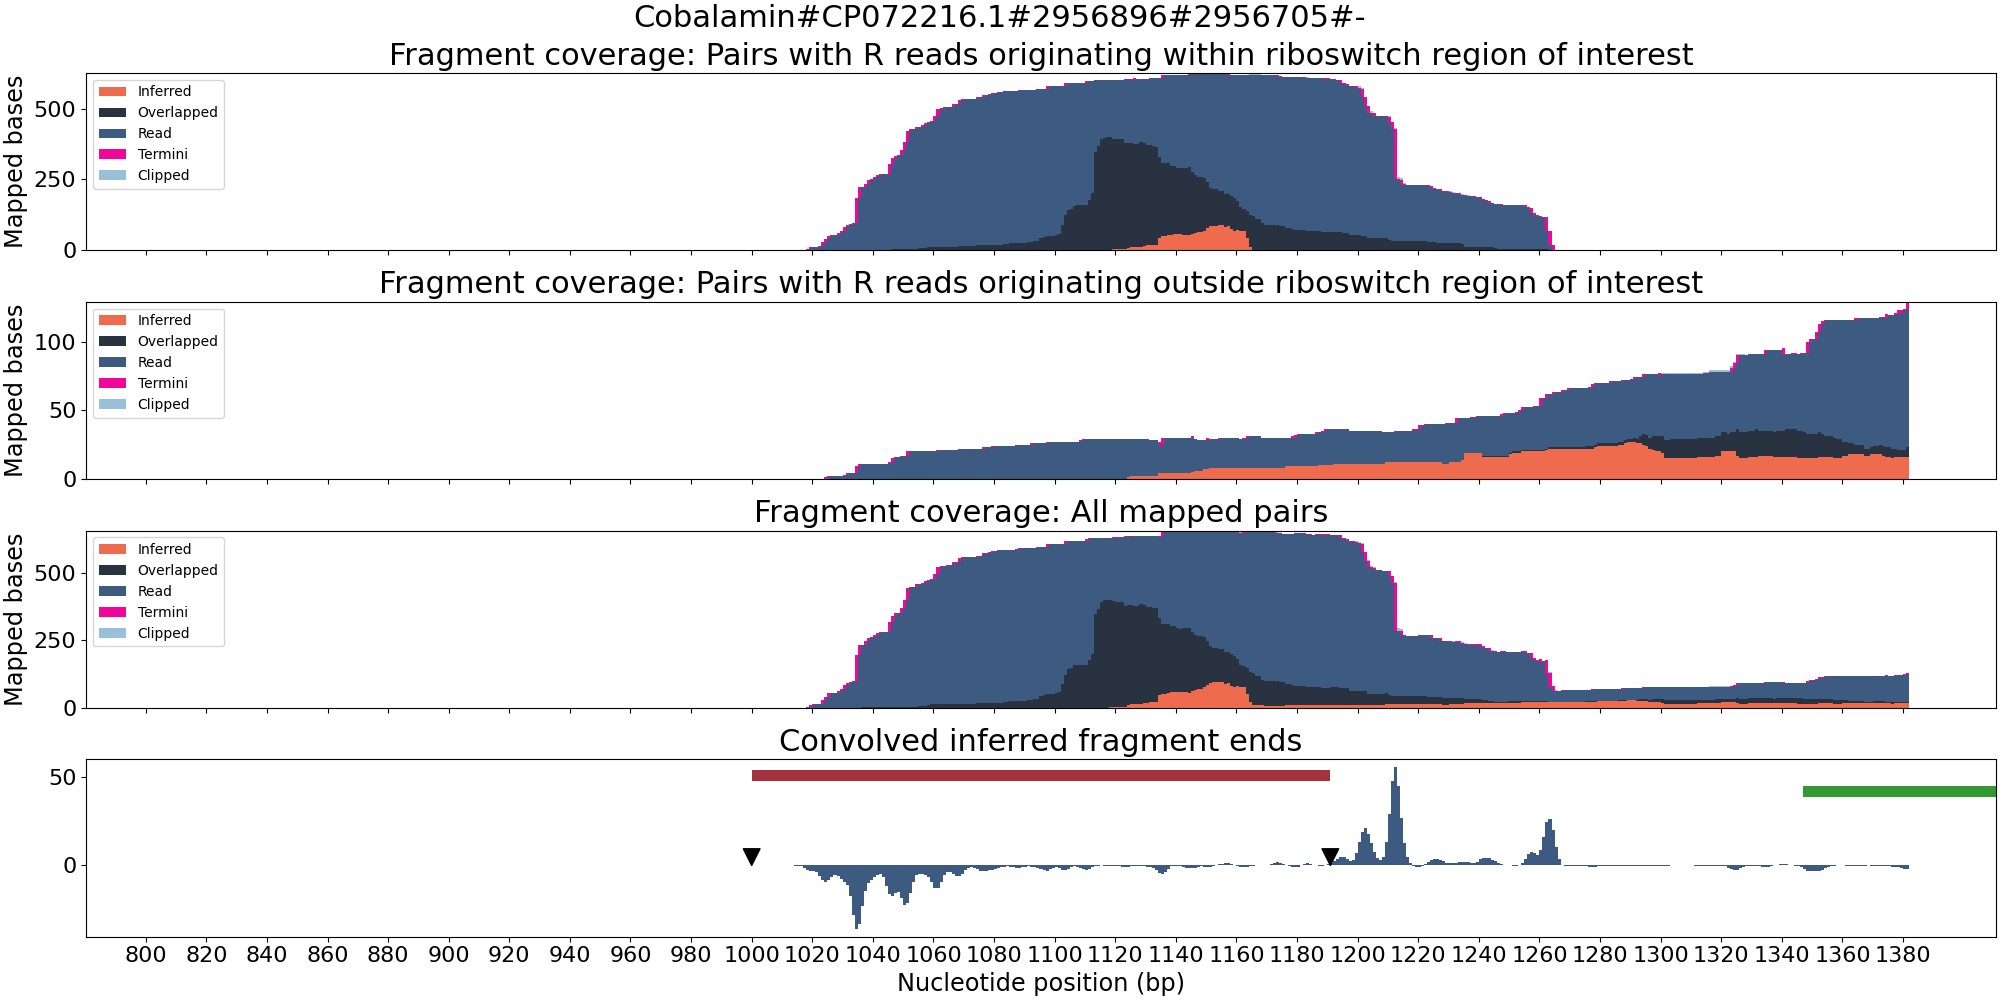 Cobalamin#CP072216.1#2956896#2956705#-
Fragment coverage: Pairs with R reads originating within riboswitch region of interest
Mapped bases
500
250
0
Inferred
Overlapped
Read
Termini
Clipped
Fragment coverage: Pairs with R reads originating outside riboswitch region of interest
Mapped bases
100
50
0
Inferred
Overlapped
Read
Termini
Clipped
Fragment coverage: All mapped pairs
Mapped bases
500
250
0
Inferred
Overlapped
Read
Termini
Clipped
Convolved inferred fragment ends
50
0
800 820 840 860 880 900 920 940 960 980 1000 1020 1040 1060 1080 1100 1120 1140 1160 1180 1200 1220 1240 1260 1280 1300 1320 1340 1360 1380
Nucleotide position (bp)